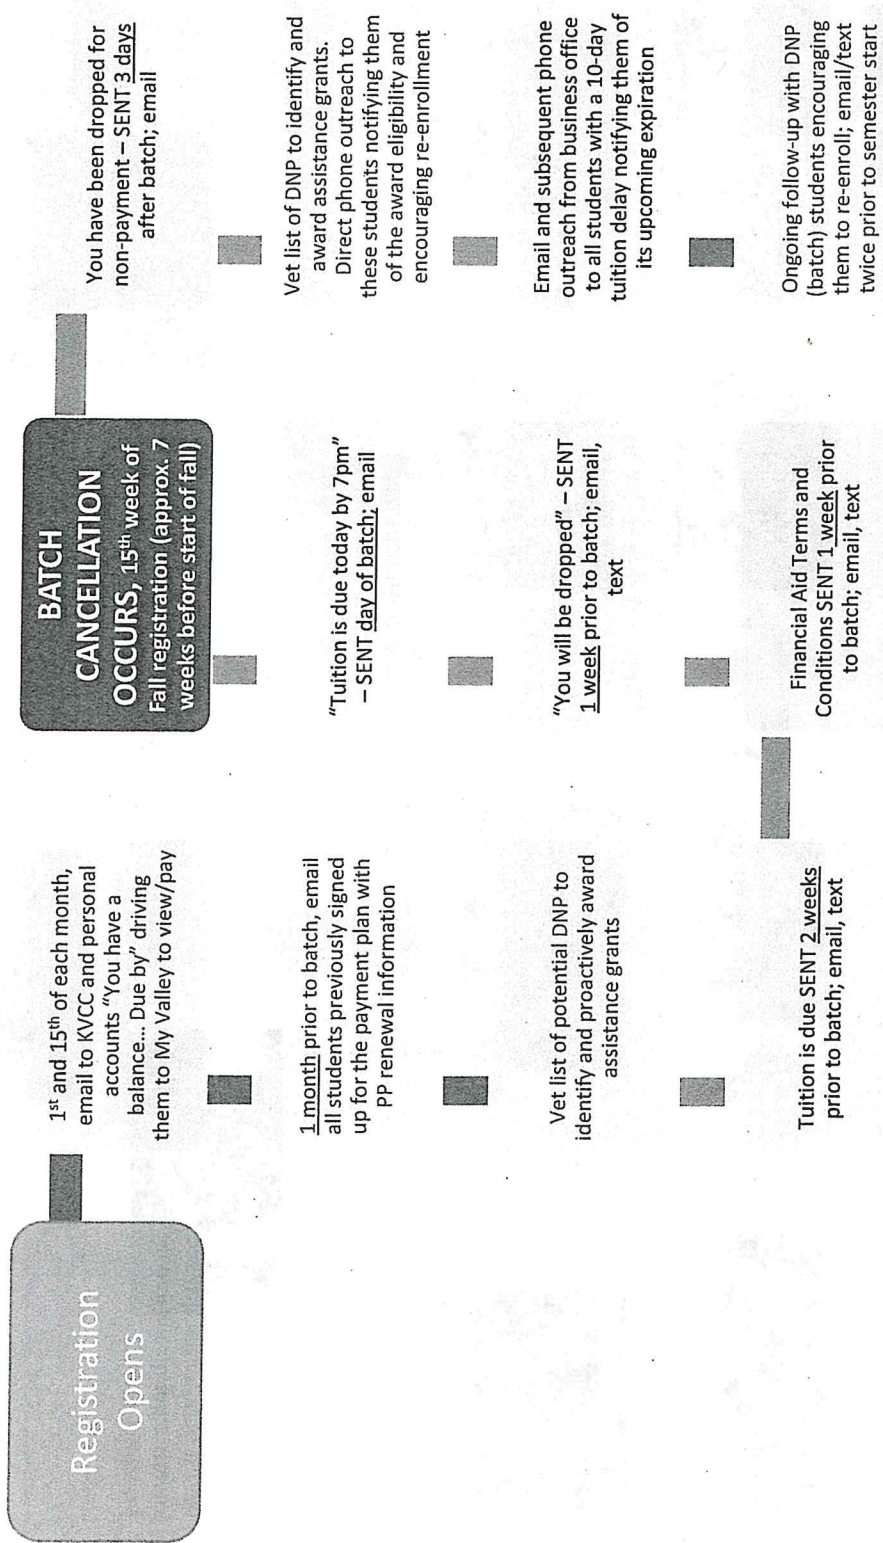 Registration
Opens
1st and 15th of each month,
email to KVCC and personal
accounts "You have a
balance... Due by" driving
them to My Valley to view/pay
1 month prior to batch, email
all students previously signed
up for the payment plan with
PP renewal information
Vet list of potential DNP to
identify and proactively award
assistance grants
Tuition is due SENT 2 weeks
prior to batch; email, text
Financial Aid Terms and
Conditions SENT 1 week prior
to batch; email, text
"You will be dropped" – SENT
1 week prior to batch; email,
text
"Tuition is due today by 7pm"
– SENT day of batch; email
BATCH
CANCELLATION
OCCURS, 15th week of
Fall registration (approx. 7
weeks before start of fall)
You have been dropped for
non-payment – SENT 3 days
after batch; email
Vet list of DNP to identify and
award assistance grants.
Direct phone outreach to
these students notifying them
of the award eligibility and
encouraging re-enrollment
Email and subsequent phone
outreach from business office
to all students with a 10-day
tuition delay notifying them of
its upcoming expiration
Ongoing follow-up with DNP
(batch) students encouraging
them to re-enroll; email/text
twice prior to semester start